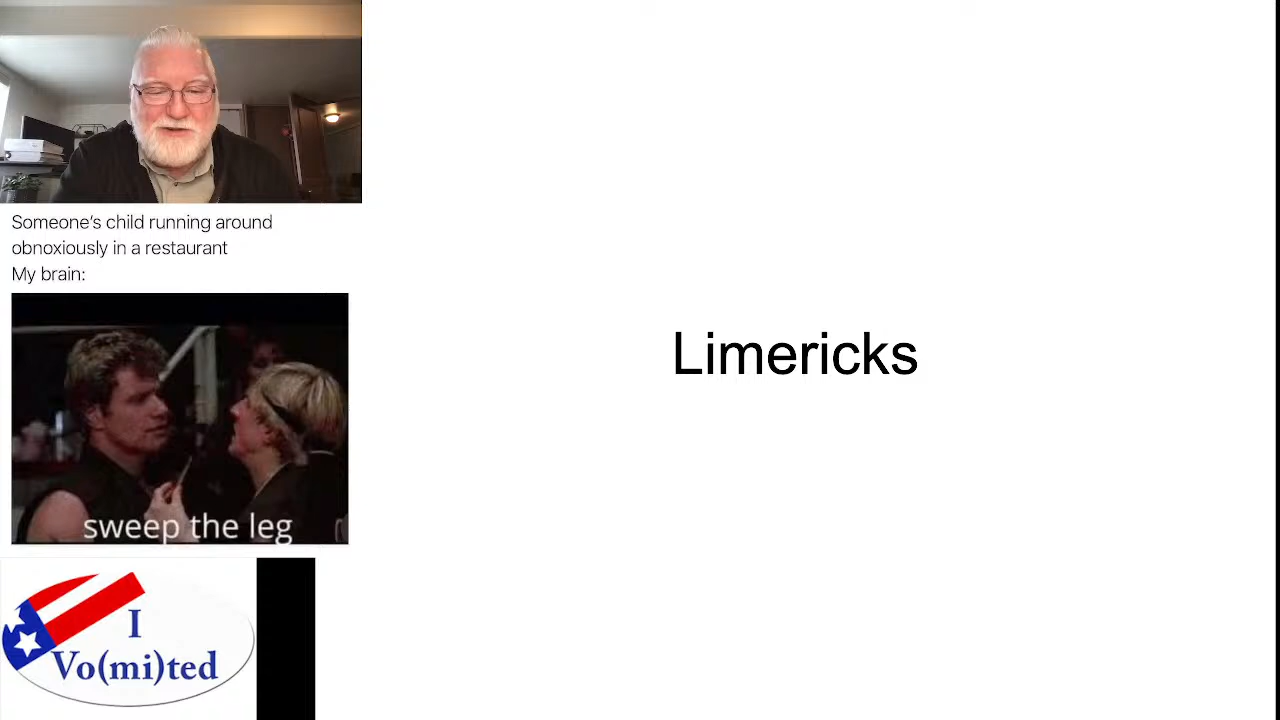 Someone's child running around
obnoxiously in a restaurant
My brain:
sweep the leg
I
Vo(mi)ted
Limericks